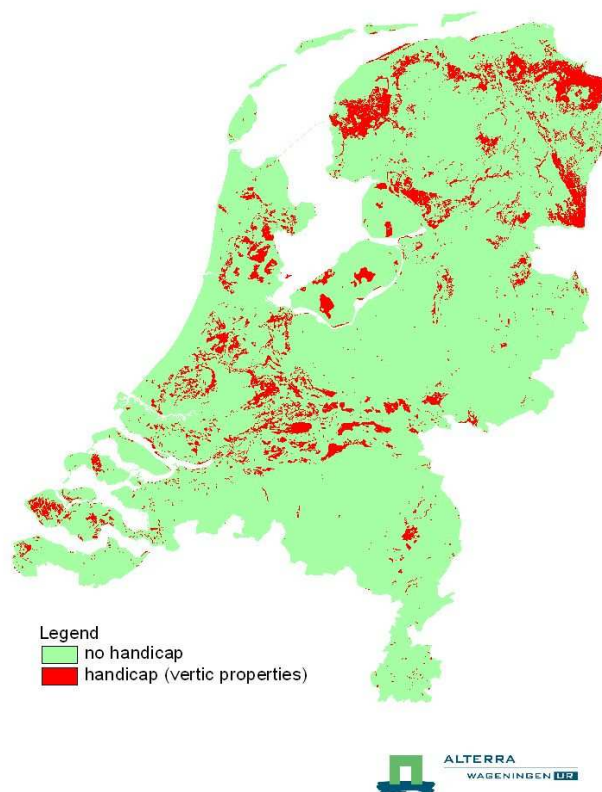 Legend
no handicap
handicap (vertic properties)
ALTERRA
WAGENINGEN UR